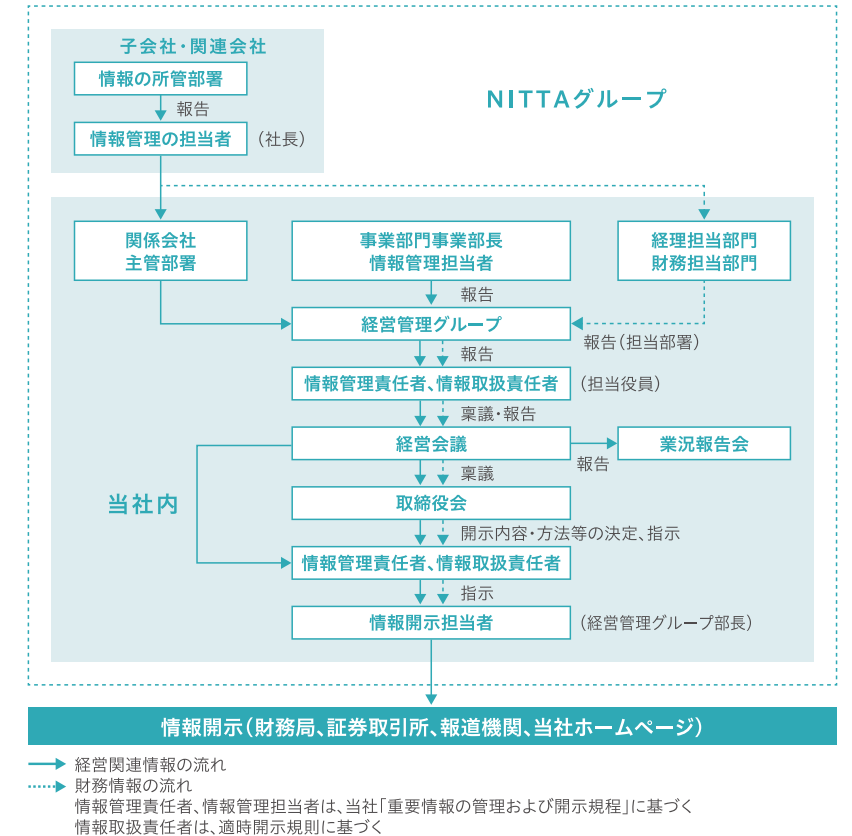 子会社・関連会社
情報の所管部署
報告
情報管理の担当者
（社長）
NITTAグループ
関係会社
主管部署
事業部門事業部長
情報管理担当者
経理担当部門
財務担当部門
報告
経営管理グループ
報告（担当部署）
報告
情報管理責任者、情報取扱責任者
（担当役員）
稟議・報告
経営会議
報告
業況報告会
稟議
当社内
取締役会
開示内容・方法等の決定、指示
情報管理責任者、情報取扱責任者
指示
情報開示担当者
（経営管理グループ部長）
情報開示（財務局、証券取引所、報道機関、当社ホームページ）
経営関連情報の流れ
財務情報の流れ
情報管理責任者、情報管理担当者は、当社「重要情報の管理および開示規程」に基づく
情報取扱責任者は、適時開示規則に基づく